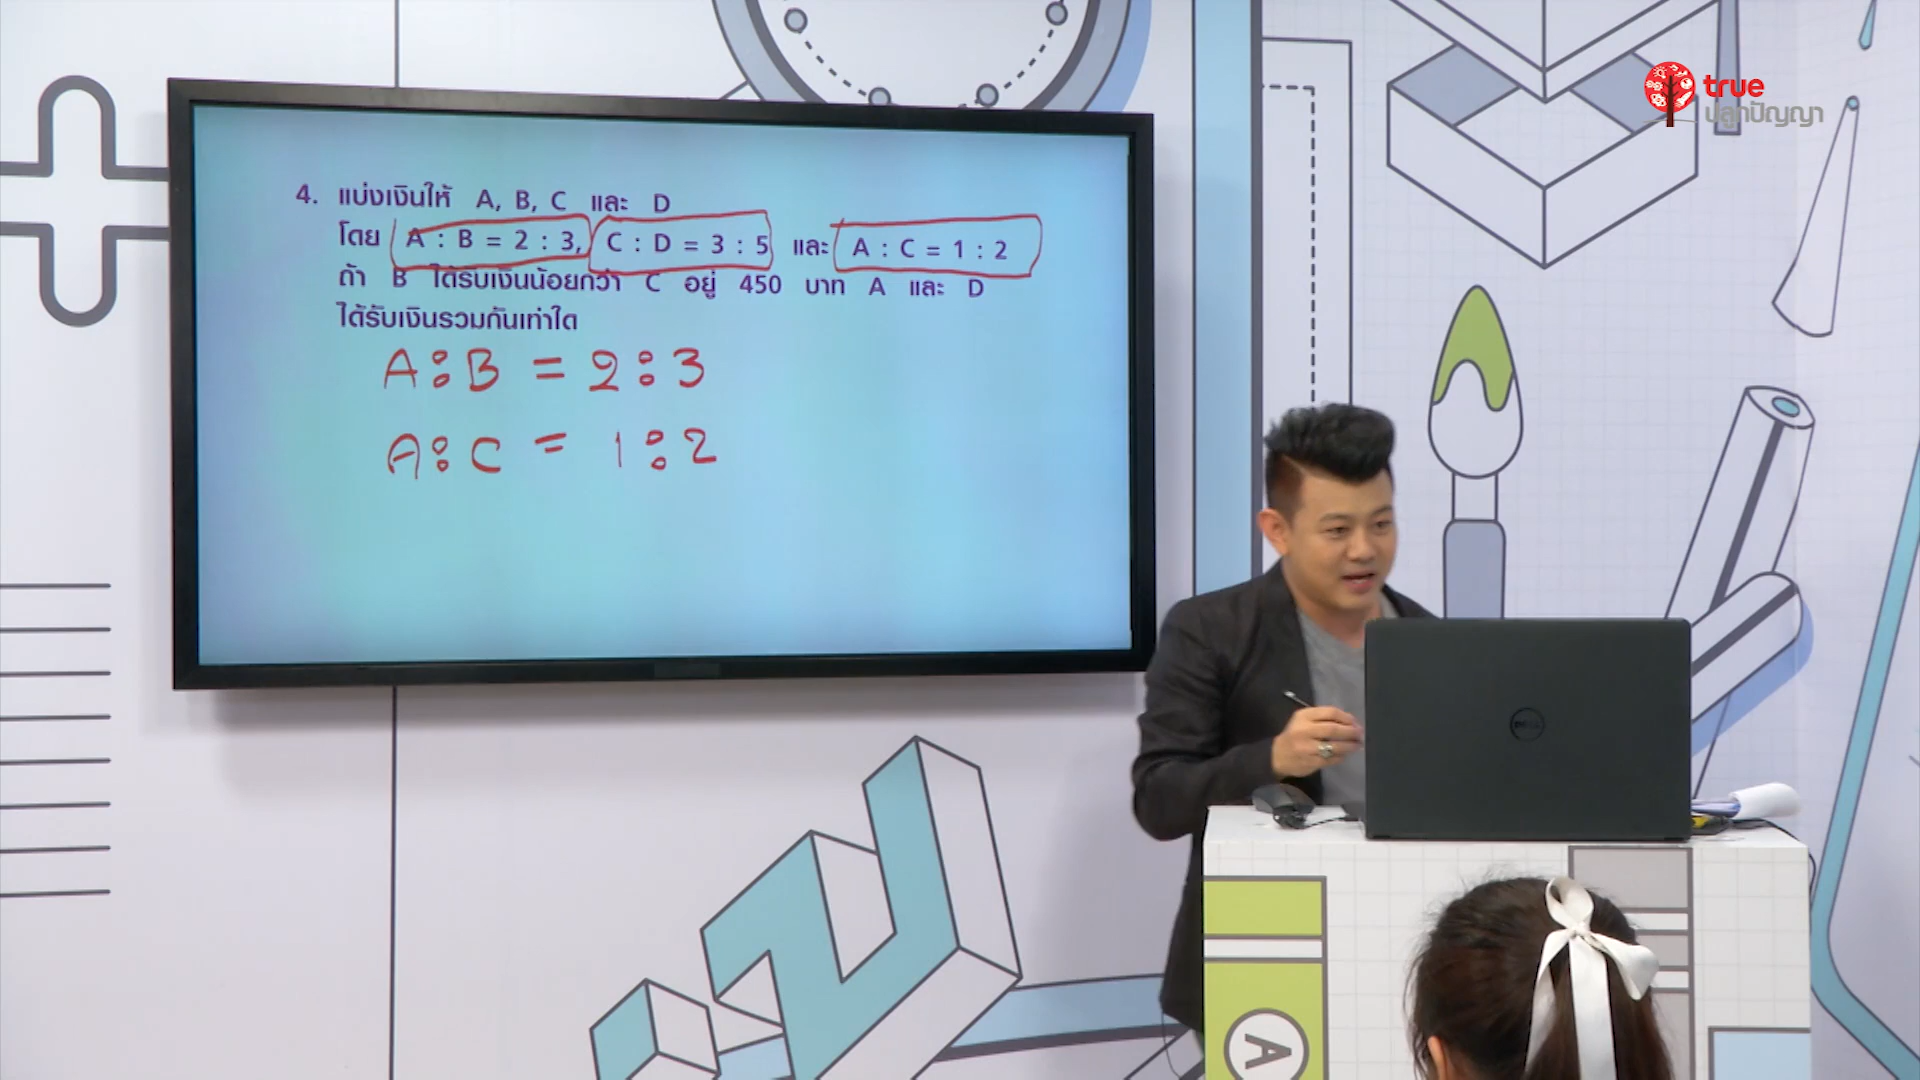 true
ปลูกปัญญา
4. แบ่งเงินให้ A, B, C และ D
โดย A : B = 2 : 3, C : D = 3 : 5 และ A : C = 1 : 2
ถ้า B ได้รับเงินน้อยกว่า C อยู่ 450 บาท A และ D
ได้รับเงินรวมกันเท่าใด
A : B = 2 : 3
A : C = 1 : 2
DELL
A